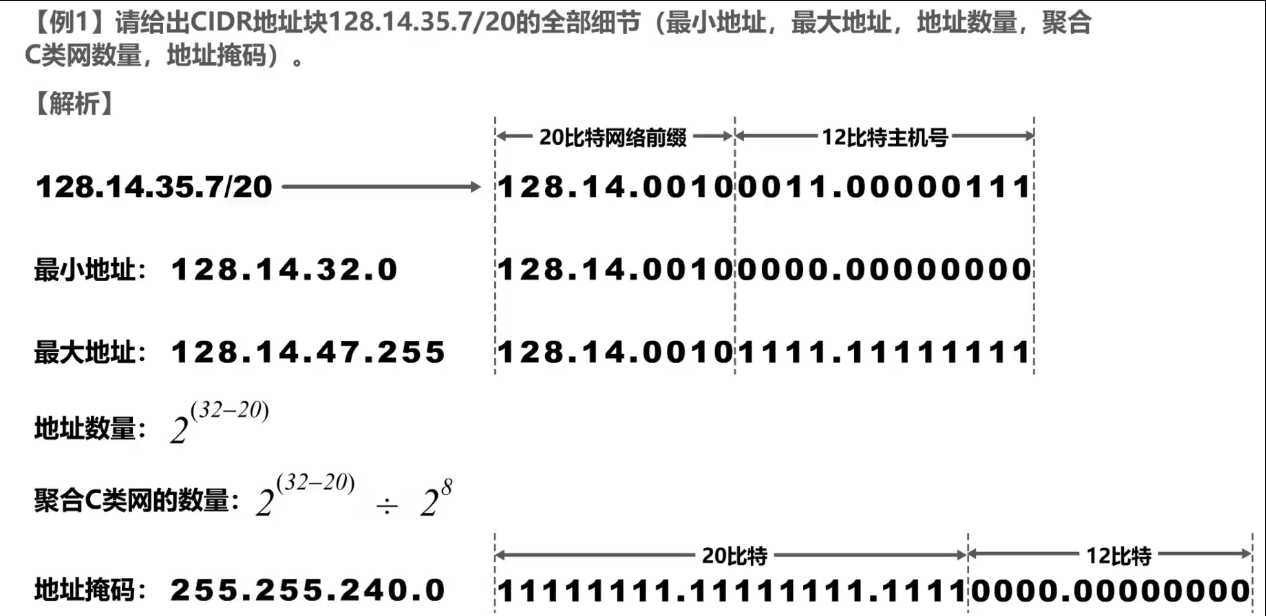 【例1】请给出CIDR地址块128.14.35.7/20的全部细节（最小地址，最大地址，地址数量，聚合
C类网数量，地址掩码）。
【解析】
20比特网络前缀 12比特主机号
128.14.35.7/20 128.14.00100011.00000111
最小地址： 128.14.32.0 128.14.00100000.00000000
最大地址： 128.14.47.255 128.14.00101111.11111111
地址数量： 2^(32–20)
聚合C类网的数量： 2^(32–20) ÷ 2^8
20比特 12比特
地址掩码： 255.255.240.0 11111111.11111111.11110000.00000000